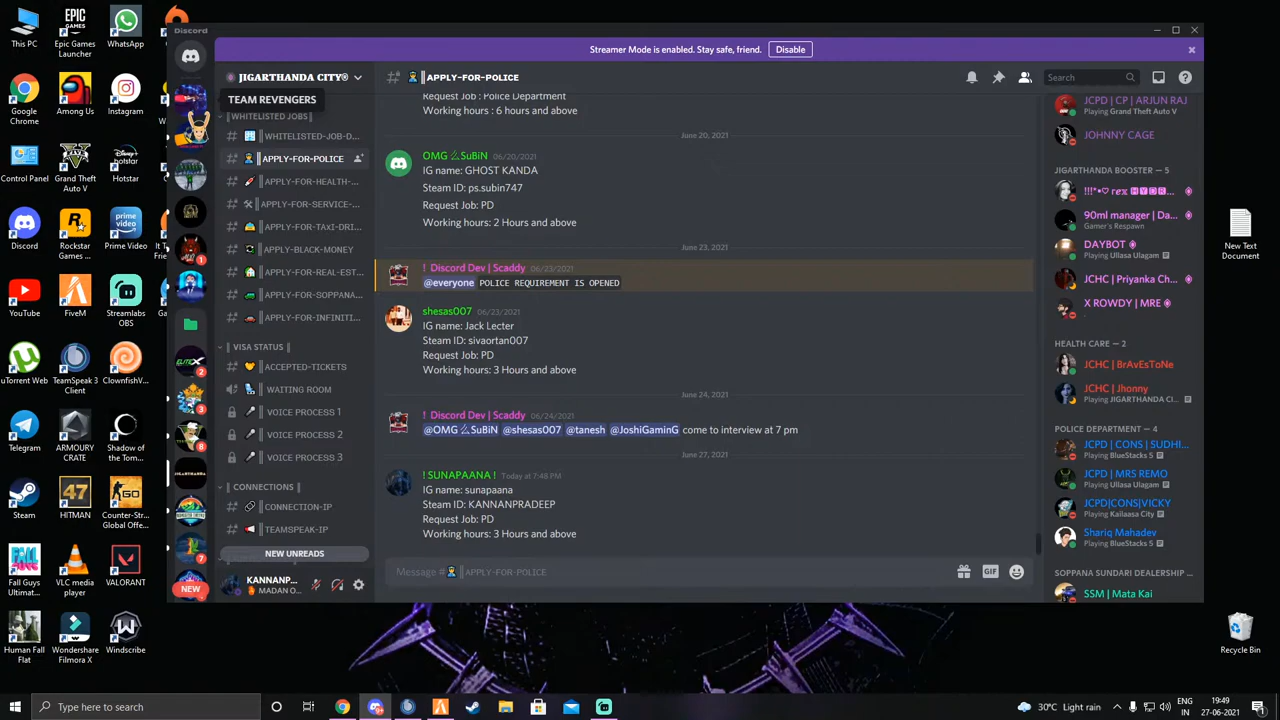 This PC
Epic Games
Launcher
WhatsApp
Google
Chrome
Among Us
Instagram
Control Panel
Grand Theft
Auto V
Hotstar
Discord
Rockstar
Games ...
Prime Video
YouTube
FiveM
Streamlabs
OBS
uTorrent Web
TeamSpeak 3
Client
ClownfishV...
Telegram
ARMOURY
CRATE
Shadow of
the Tom...
Steam
HITMAN
Counter-Str...
Global Offe...
Fall Guys
Ultimat...
VLC media
player
VALORANT
Human Fall
Flat
Wondershare
Filmora X
Windscribe
Discord
Streamer Mode is enabled. Stay safe, friend.
Disable
JIGARTHANDA CITY®
TEAM REVENGERS
WHITELISTED JOBS
WHITELISTED-JOB-D...
APPLY-FOR-POLICE
APPLY-FOR-HEALTH-...
APPLY-FOR-SERVICE-...
APPLY-FOR-TAXI-DRI...
APPLY-BLACK-MONEY
APPLY-FOR-REAL-EST...
APPLY-FOR-SOPPANA...
APPLY-FOR-INFINITI...
VISA STATUS
ACCEPTED-TICKETS
WAITING ROOM
VOICE PROCESS 1
VOICE PROCESS 2
VOICE PROCESS 3
CONNECTIONS
CONNECTION-IP
TEAMSPEAK-IP
NEW UNREADS
NEW
KANNANP...
MADAN O...
APPLY-FOR-POLICE
Search
Request Job : Police Department
Working hours : 6 hours and above
June 20, 2021
OMG ㄥSuBiN 06/20/2021
IG name: GHOST KANDA
Steam ID: ps.subin747
Request Job: PD
Working hours: 2 Hours and above
June 23, 2021
! Discord Dev | Scaddy 06/23/2021
@everyone POLICE REQUIREMENT IS OPENED
shesas007 06/23/2021
IG name: Jack Lecter
Steam ID: sivaortan007
Request Job: PD
Working hours: 3 Hours and above
June 24, 2021
! Discord Dev | Scaddy 06/24/2021
@OMG ㄥSuBiN @shesas007 @tanesh @JoshiGaminG come to interview at 7 pm
June 27, 2021
! SUNAPAANA ! Today at 7:48 PM
IG name: sunapaana
Steam ID: KANNANPRADEEP
Request Job: PD
Working hours: 3 Hours and above
Message # APPLY-FOR-POLICE
GIF
JCPD | CP | ARJUN RAJ
Playing Grand Theft Auto V
JOHNNY CAGE
JIGARTHANDA BOOSTER — 5
90ml manager | Da...
Gamer's Respawn
DAYBOT
Ullasa Ulagam
JCHC | Priyanka Ch...
X ROWDY | MRE
HEALTH CARE — 2
JCHC | BrAvEsToNe
JCHC | Jhonny
Playing JIGARTHANDA CI...
POLICE DEPARTMENT — 4
JCPD | CONS | SUDHI...
Playing BlueStacks 5
JCPD | MRS REMO
Playing Ullasa Ulagam
JCPD|CONS|VICKY
Playing Kailaasa City
Shariq Mahadev
Playing BlueStacks 5
SOPPANA SUNDARI DEALERSHIP ...
SSM | Mata Kai
New Text
Document
Recycle Bin
Type here to search
30°C Light rain
ENG
IN
19:49
27-06-2021